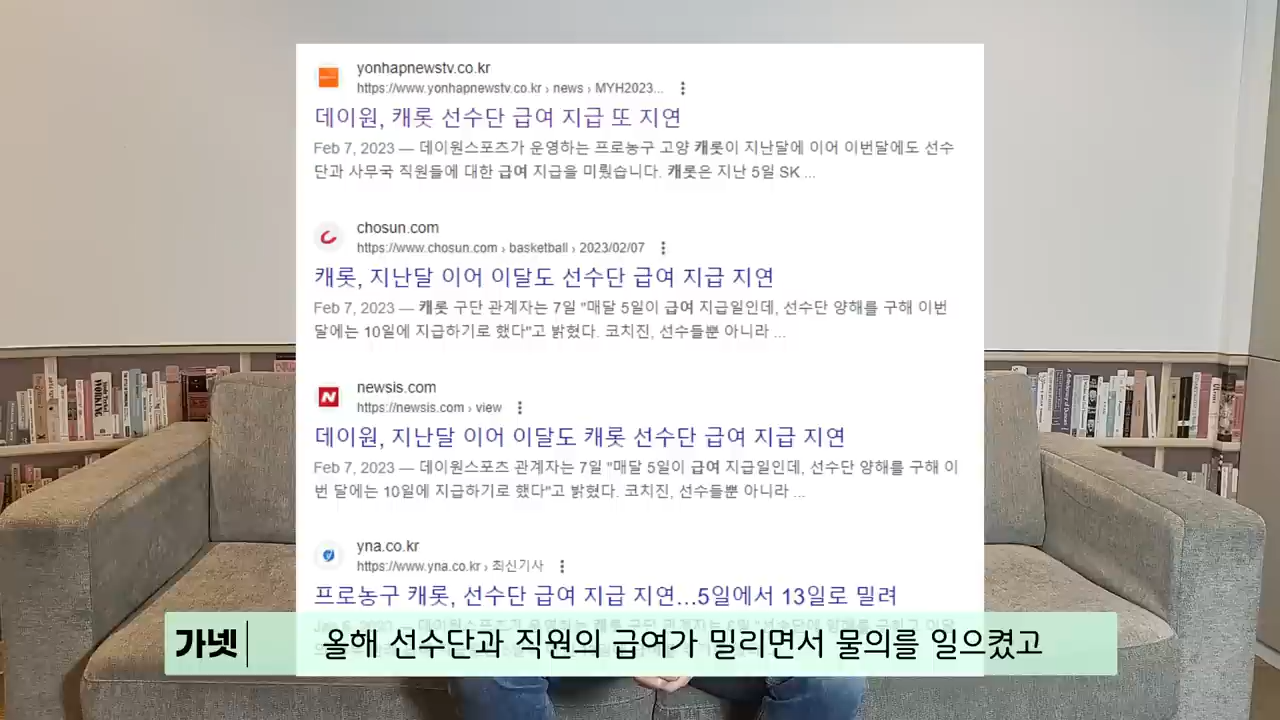 yonhapnewstv.co.kr
https://www.yonhapnewstv.co.kr › news › MYH2023...
데이원, 캐롯 선수단 급여 지급 또 지연
Feb 7, 2023 — 데이원스포츠가 운영하는 프로농구 고양 캐롯이 지난달에 이어 이번달에도 선수
단과 사무국 직원들에 대한 급여 지급을 미뤘습니다. 캐롯은 지난 5일 SK ...
chosun.com
https://www.chosun.com › basketball › 2023/02/07
캐롯, 지난달 이어 이달도 선수단 급여 지급 지연
Feb 7, 2023 — 캐롯 구단 관계자는 7일 "매달 5일이 급여 지급일인데, 선수단 양해를 구해 이번
달에는 10일에 지급하기로 했다"고 밝혔다. 코치진, 선수들뿐 아니라 ...
newsis.com
https://newsis.com › view
데이원, 지난달 이어 이달도 캐롯 선수단 급여 지급 지연
Feb 7, 2023 — 데이원스포츠 관계자는 7일 "매달 5일이 급여 지급일인데, 선수단 양해를 구해 이
번 달에는 10일에 지급하기로 했다"고 밝혔다. 코치진, 선수들뿐 아니라 ...
yna.co.kr
https://www.yna.co.kr › 최신기사
프로농구 캐롯, 선수단 급여 지급 지연...5일에서 13일로 밀려
가넷 올해 선수단과 직원의 급여가 밀리면서 물의를 일으켰고